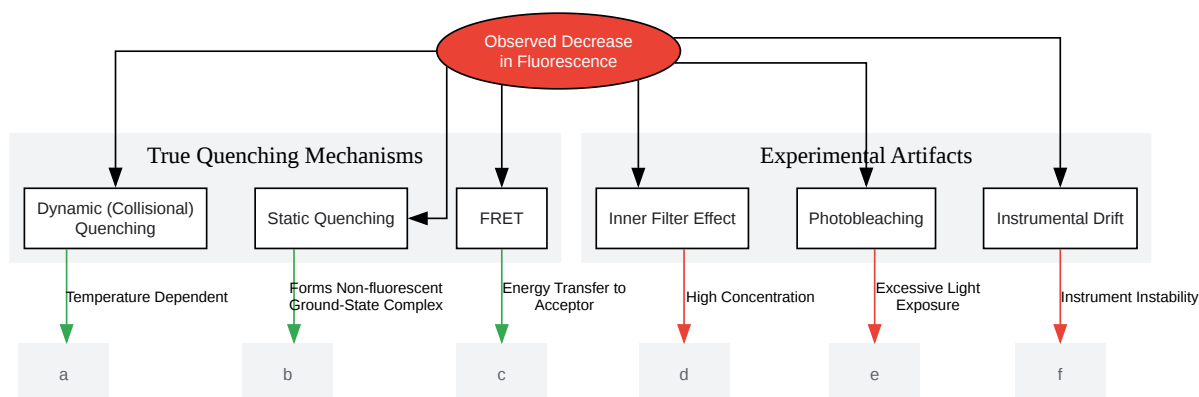 Observed Decrease
in Fluorescence
True Quenching Mechanisms
Experimental Artifacts
Dynamic (Collisional)
Quenching
Static Quenching
FRET
Inner Filter Effect
Photobleaching
Instrumental Drift
Temperature Dependent
Forms Non-fluorescent
Ground-State Complex
Energy Transfer to
Acceptor
High Concentration
Excessive Light
Exposure
Instrument Instability
a
b
c
d
e
f